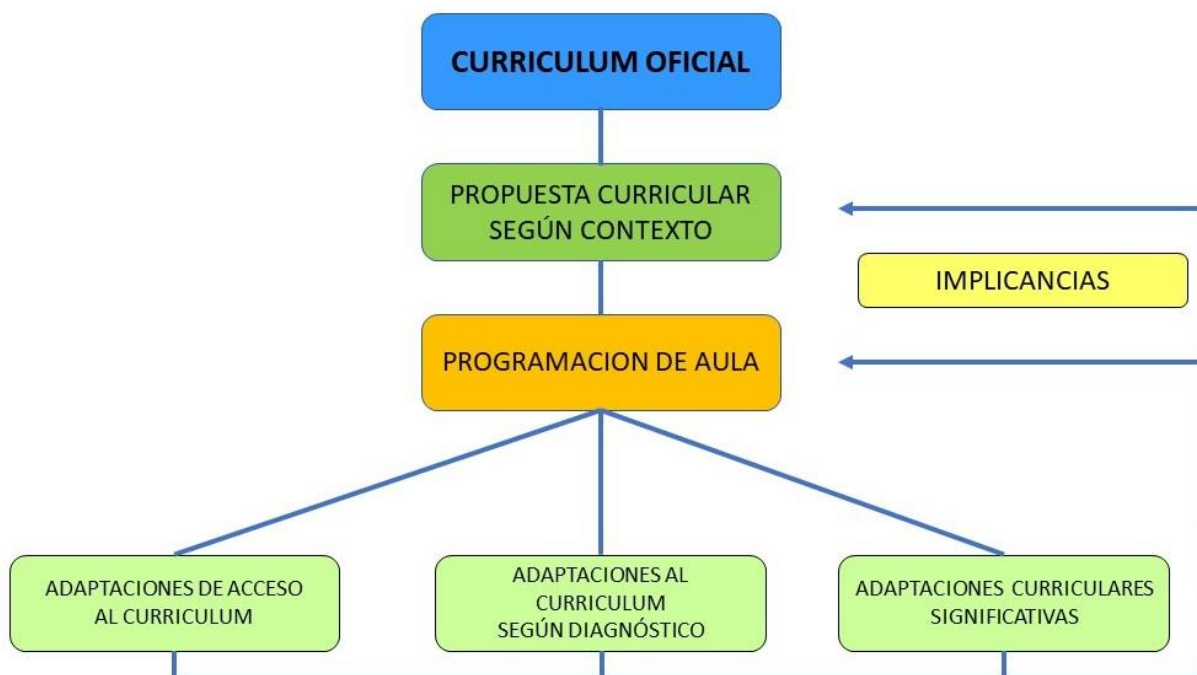 CURRICULUM OFICIAL
PROPUESTA CURRICULAR
SEGÚN CONTEXTO
IMPLICANCIAS
PROGRAMACION DE AULA
ADAPTACIONES DE ACCESO
AL CURRICULUM
ADAPTACIONES AL
CURRICULUM
SEGÚN DIAGNÓSTICO
ADAPTACIONES CURRICULARES
SIGNIFICATIVAS